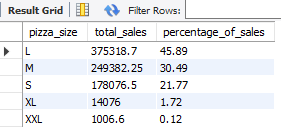 Result Grid Filter Rows:
pizza_size total_sales percentage_of_sales
L 375318.7 45.89
M 249382.25 30.49
S 178076.5 21.77
XL 14076 1.72
XXL 1006.6 0.12